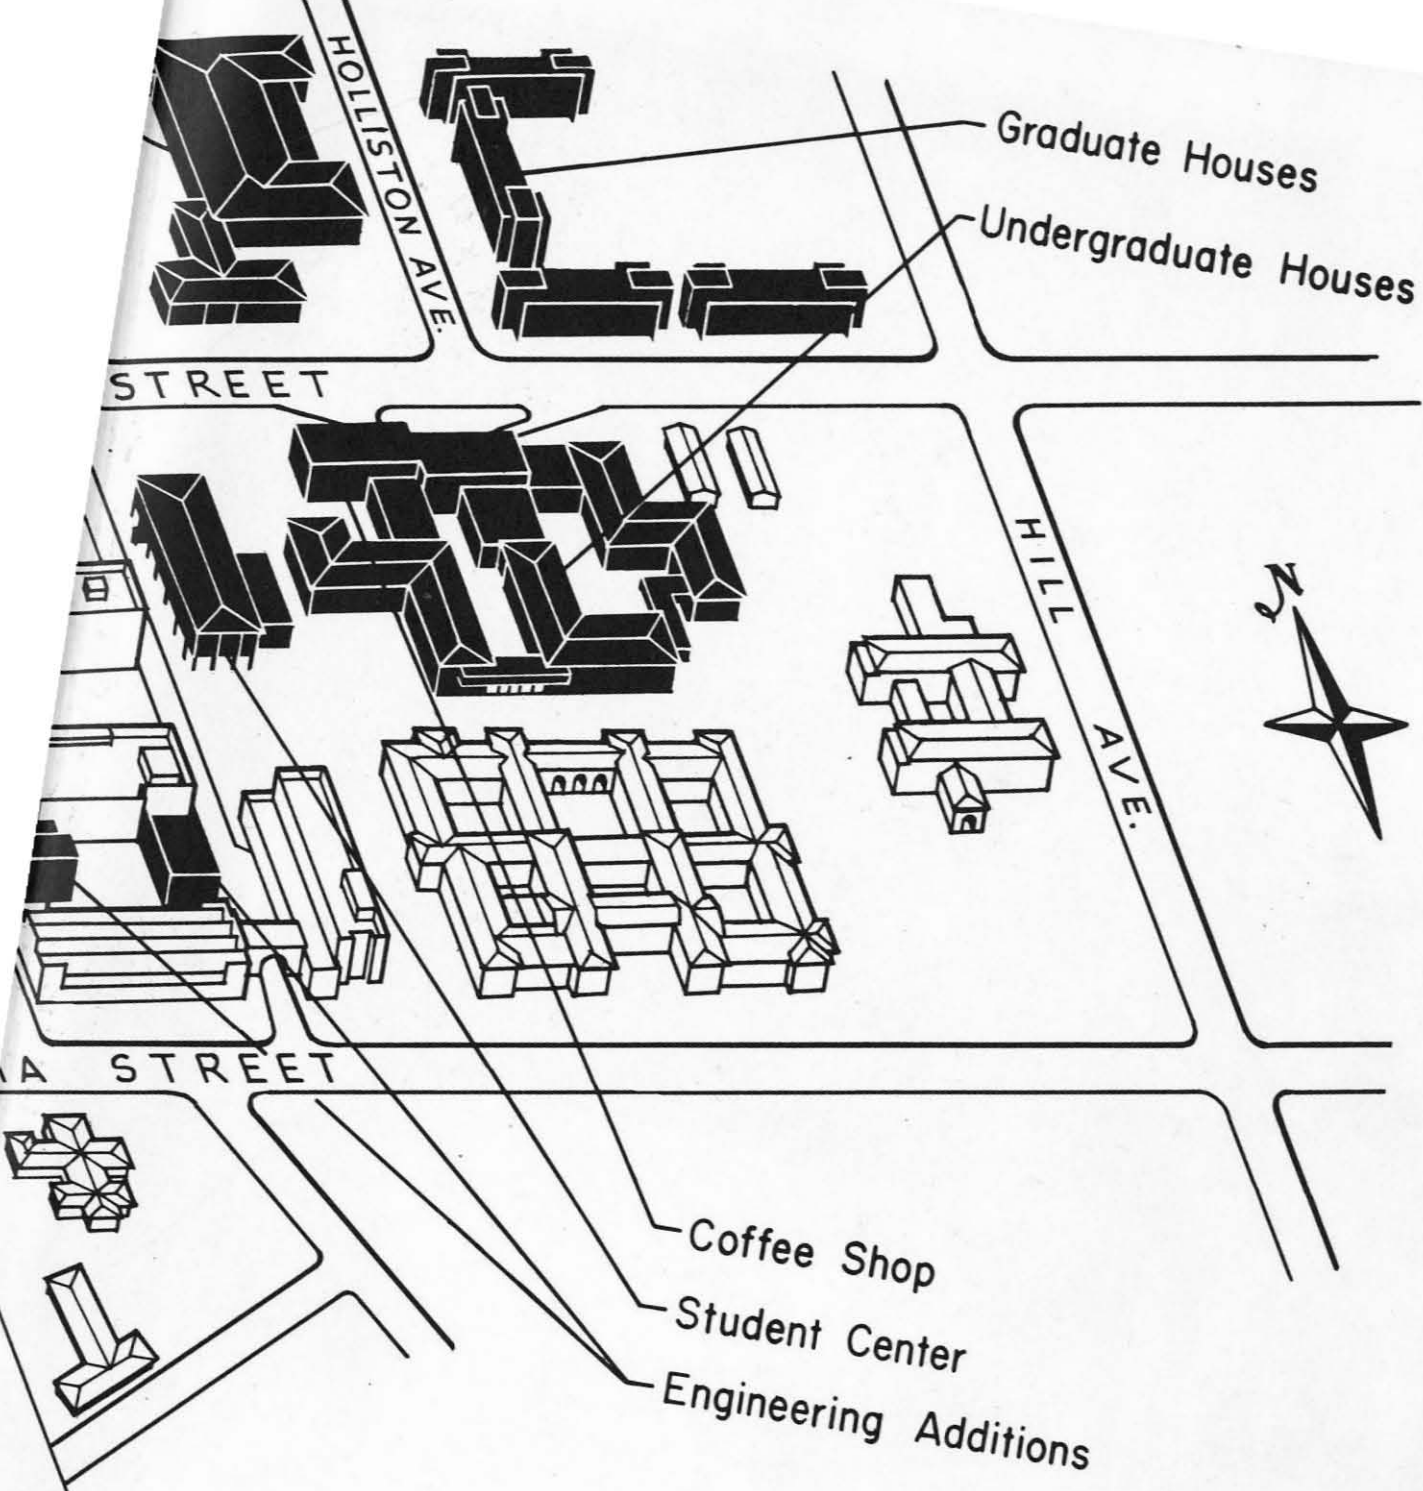 HOLLISTON AVE.
Graduate Houses
Undergraduate Houses
STREET
HILL AVE.
N
A STREET
Coffee Shop
Student Center
Engineering Additions